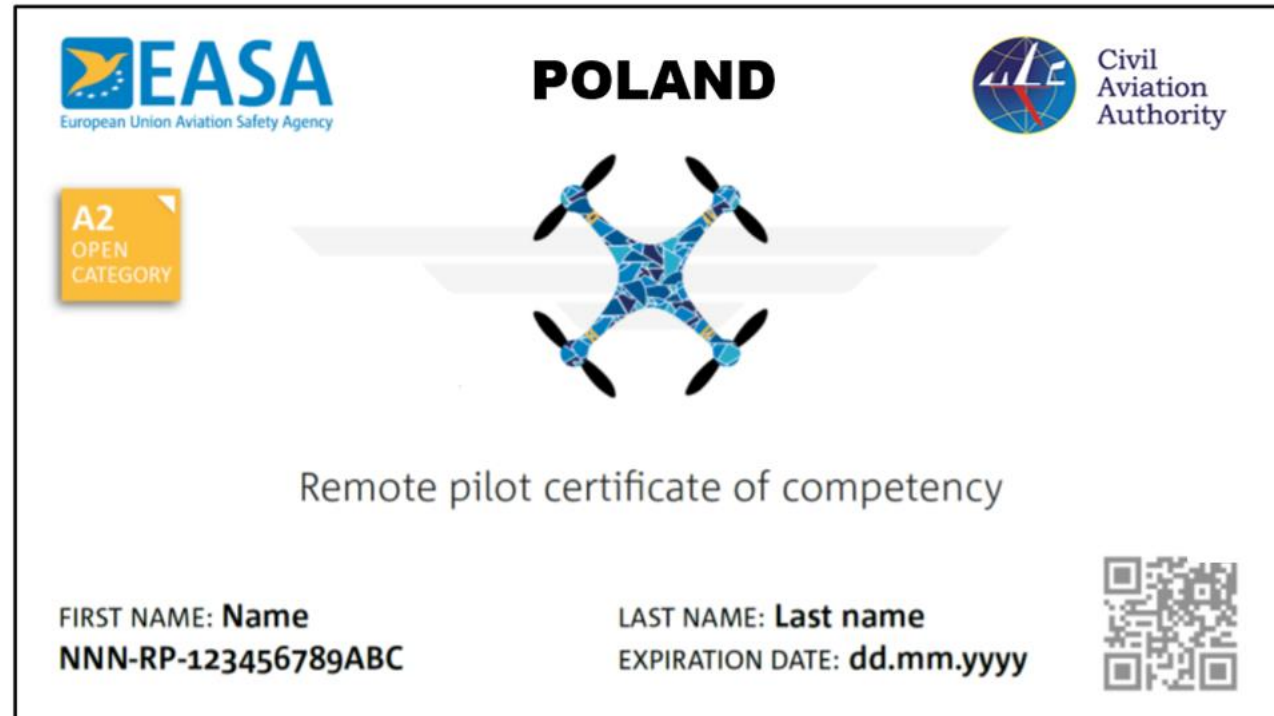 EASA
European Union Aviation Safety Agency
POLAND
Civil
Aviation
Authority
A2
OPEN
CATEGORY
Remote pilot certificate of competency
FIRST NAME: Name
NNN-RP-123456789ABC
LAST NAME: Last name
EXPIRATION DATE: dd.mm.yyyy